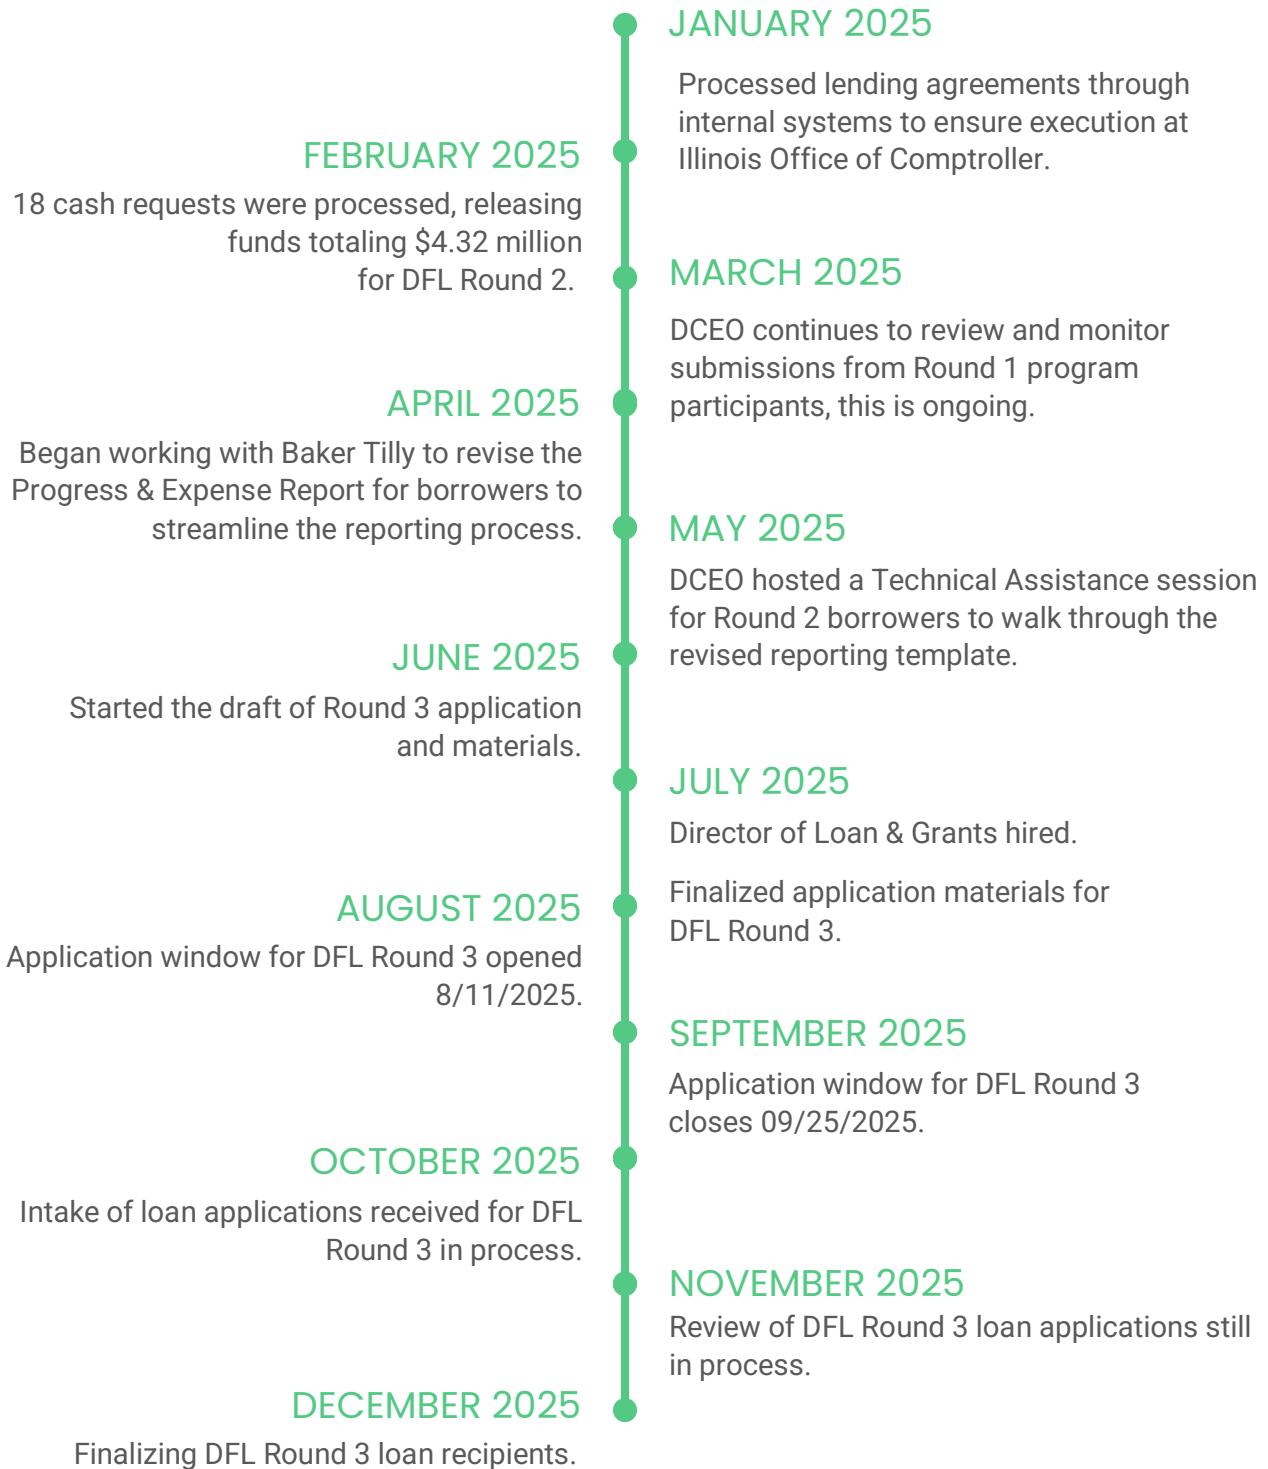 JANUARY 2025
Processed lending agreements through
internal systems to ensure execution at
Illinois Office of Comptroller.
FEBRUARY 2025
18 cash requests were processed, releasing
funds totaling $4.32 million
for DFL Round 2.
MARCH 2025
DCEO continues to review and monitor
submissions from Round 1 program
participants, this is ongoing.
APRIL 2025
Began working with Baker Tilly to revise the
Progress & Expense Report for borrowers to
streamline the reporting process.
MAY 2025
DCEO hosted a Technical Assistance session
for Round 2 borrowers to walk through the
revised reporting template.
JUNE 2025
Started the draft of Round 3 application
and materials.
JULY 2025
Director of Loan & Grants hired.
Finalized application materials for
DFL Round 3.
AUGUST 2025
Application window for DFL Round 3 opened
8/11/2025.
SEPTEMBER 2025
Application window for DFL Round 3
closes 09/25/2025.
OCTOBER 2025
Intake of loan applications received for DFL
Round 3 in process.
NOVEMBER 2025
Review of DFL Round 3 loan applications still
in process.
DECEMBER 2025
Finalizing DFL Round 3 loan recipients.